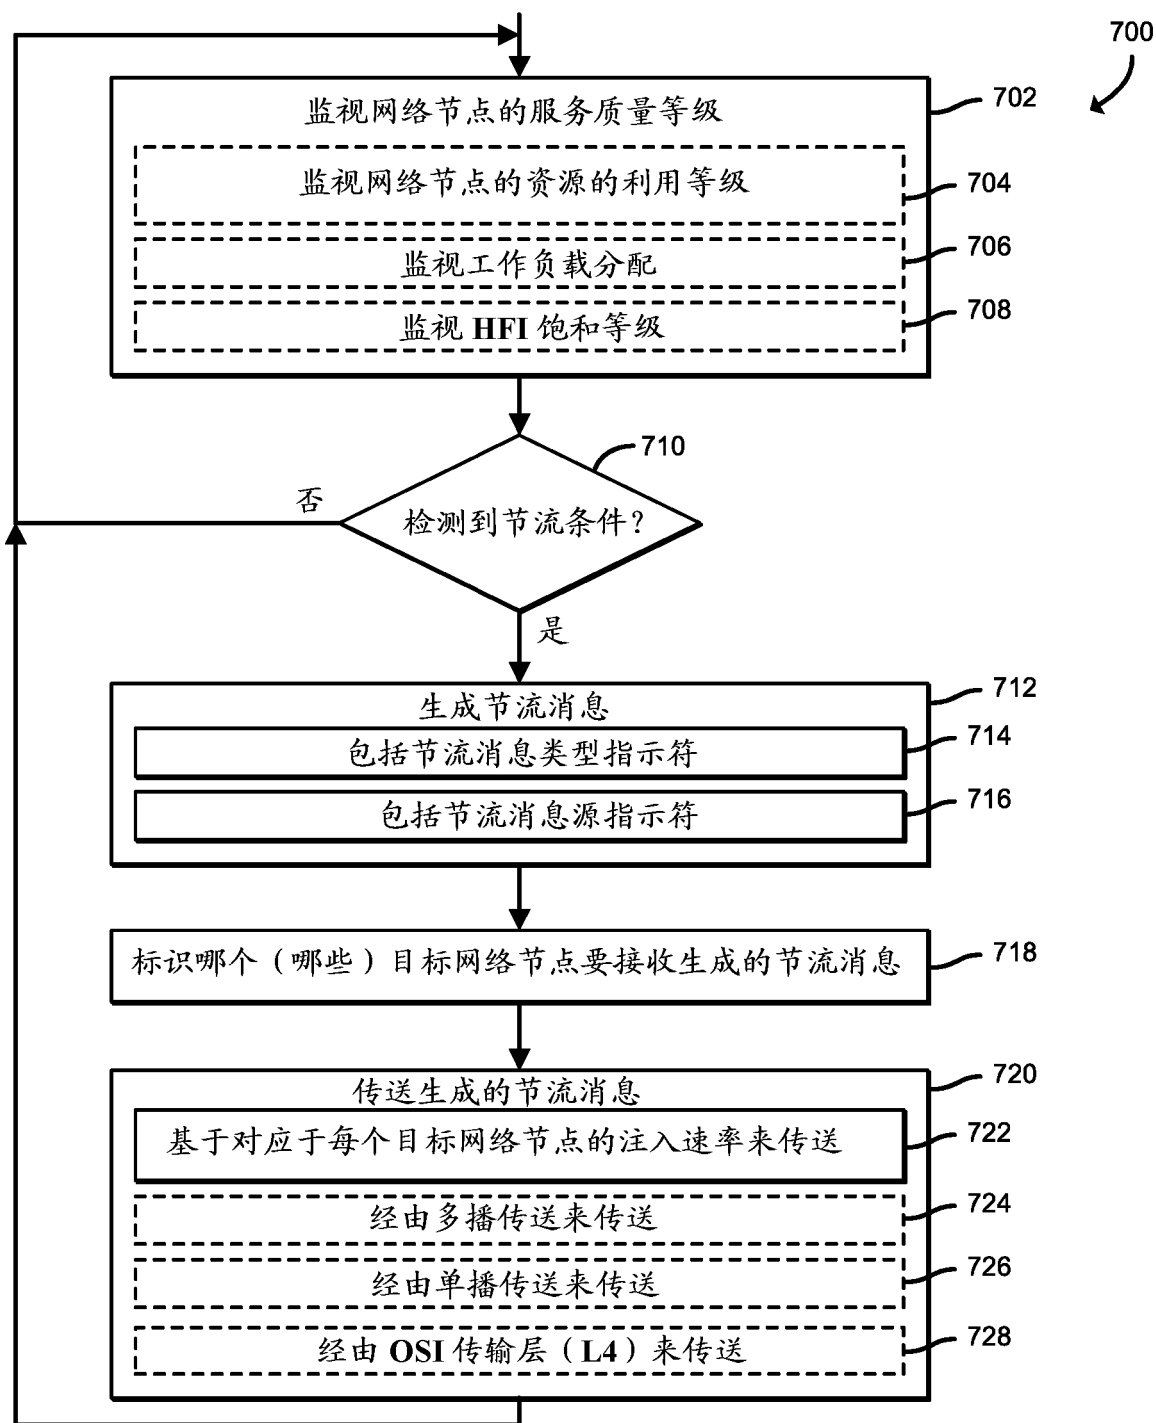 700
监视网络节点的服务质量等级
702
监视网络节点的资源的利用等级
704
监视工作负载分配
706
监视 HFI 饱和等级
708
710
否
检测到节流条件?
是
生成节流消息
712
包括节流消息类型指示符
714
包括节流消息源指示符
716
标识哪个(哪些)目标网络节点要接收生成的节流消息
718
传送生成的节流消息
720
基于对应于每个目标网络节点的注入速率来传送
722
经由多播传送来传送
724
经由单播传送来传送
726
经由 OSI 传输层(L4)来传送
728